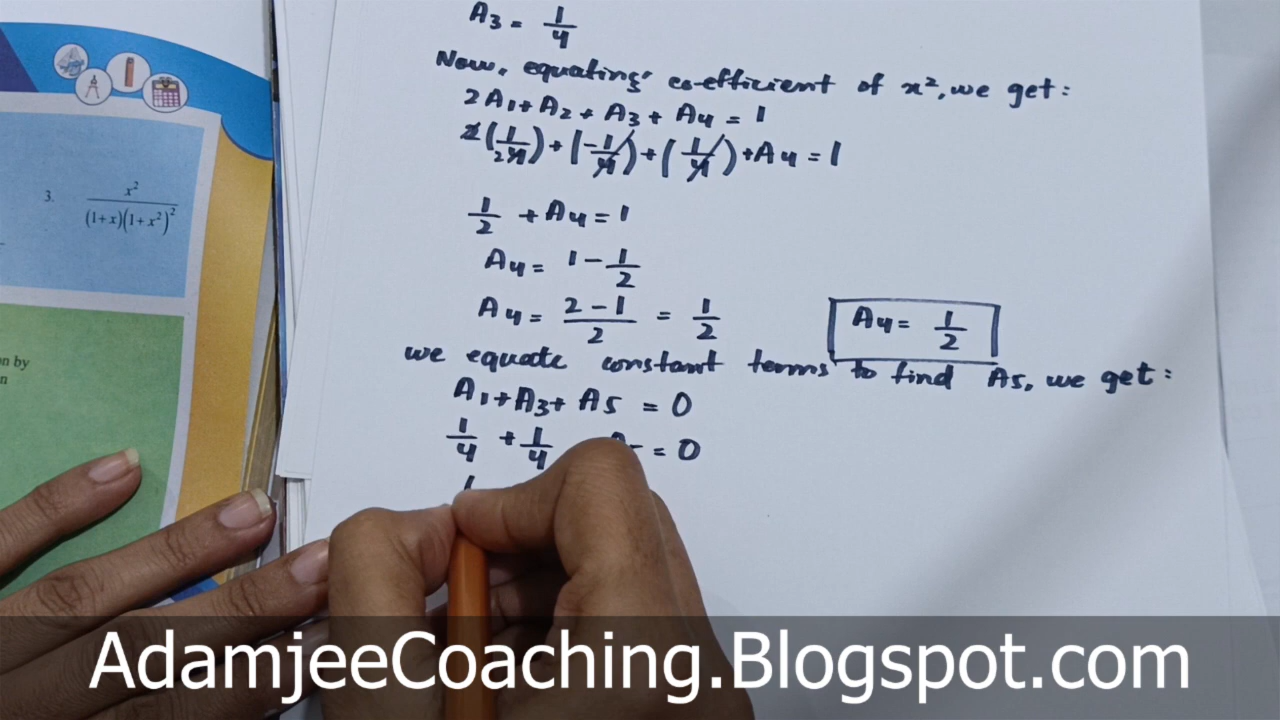 A3 = 1/4
Now, equating co-efficient of x², we get:
2A1 + A2 + A3 + A4 = 1
2(1/4) + (-1/4) + (1/4) + A4 = 1
1/2 + A4 = 1
A4 = 1 - 1/2
A4 = 2 - 1/2 = 1/2
A4 = 1/2
we equate constant terms to find A5, we get:
A1 + A3 + A5 = 0
1/4 + 1/4 = 0
3. x²/(1+x)(1+x²)²
on by
n
AdamjeeCoaching.Blogspot.com